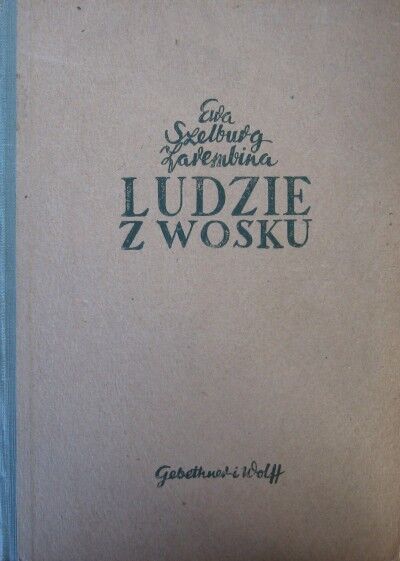 Ewa
Szelburg
Zarembina
LUDZIE
Z WOSKU
Gebethner i Wolff